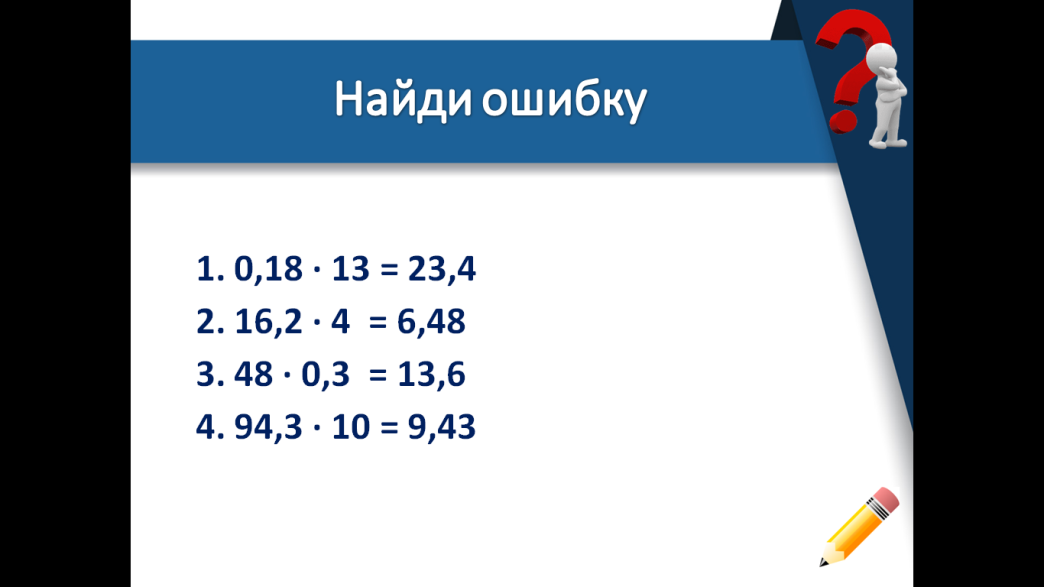 Найди ошибку
1. 0,18 · 13 = 23,4
2. 16,2 · 4 = 6,48
3. 48 · 0,3 = 13,6
4. 94,3 · 10 = 9,43